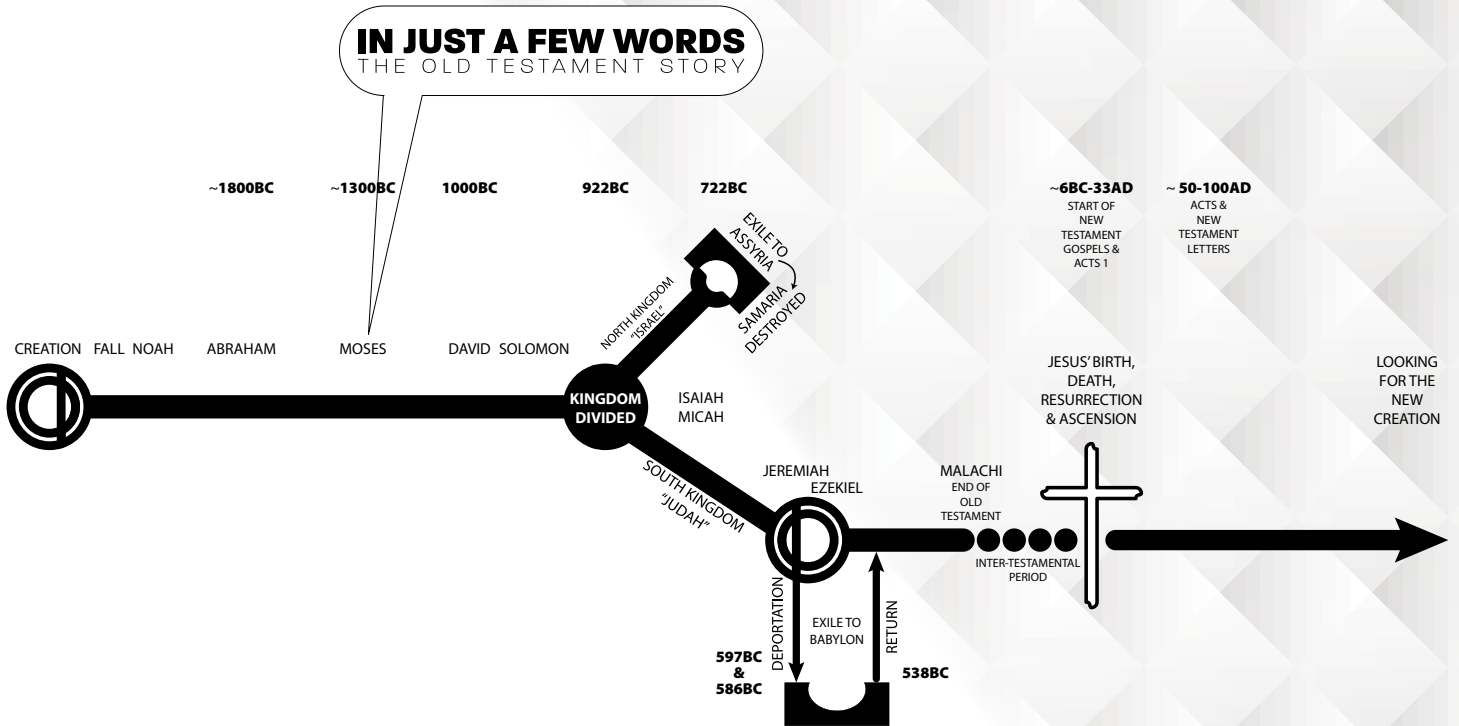 IN JUST A FEW WORDS
THE OLD TESTAMENT STORY
~1800BC
~1300BC
1000BC
922BC
722BC
~6BC-33AD
START OF
NEW
TESTAMENT
GOSPELS &
ACTS 1
~ 50-100AD
ACTS &
NEW
TESTAMENT
LETTERS
EXILE TO
ASSYRIA
SAMARIA
DESTROYED
NORTH KINGDOM
"ISRAEL"
CREATION
FALL
NOAH
ABRAHAM
MOSES
DAVID
SOLOMON
KINGDOM
DIVIDED
ISAIAH
MICAH
SOUTH KINGDOM
"JUDAH"
JEREMIAH
EZEKIEL
MALACHI
END OF
OLD
TESTAMENT
INTER-TESTAMENTAL
PERIOD
JESUS' BIRTH,
DEATH,
RESURRECTION
& ASCENSION
LOOKING
FOR THE
NEW
CREATION
DEPORTATION
EXILE TO
BABYLON
RETURN
597BC
&
586BC
538BC